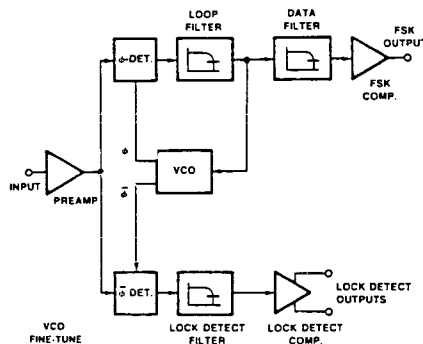 LOOP
FILTER
DATA
FILTER
FSK
OUTPUT
ϕ-DET.
FSK
COMP.
ϕ
VCO
INPUT
PREAMP
ϕ̅
ϕ̅ DET.
LOCK DETECT
OUTPUTS
VCO
FINE-TUNE
LOCK DETECT
FILTER
LOCK DETECT
COMP.